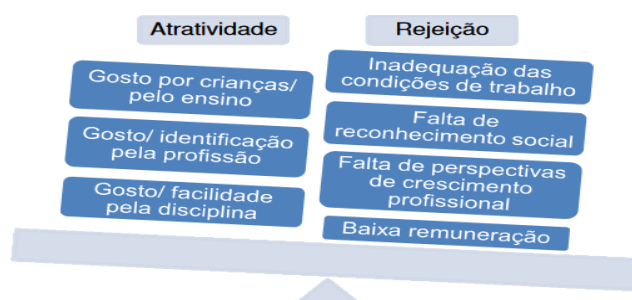 Atratividade
Gosto por crianças/
pelo ensino
Gosto/ identificação
pela profissão
Gosto/ facilidade
pela disciplina
Rejeição
Inadequação das
condições de trabalho
Falta de
reconhecimento social
Falta de perspectivas
de crescimento
profissional
Baixa remuneração